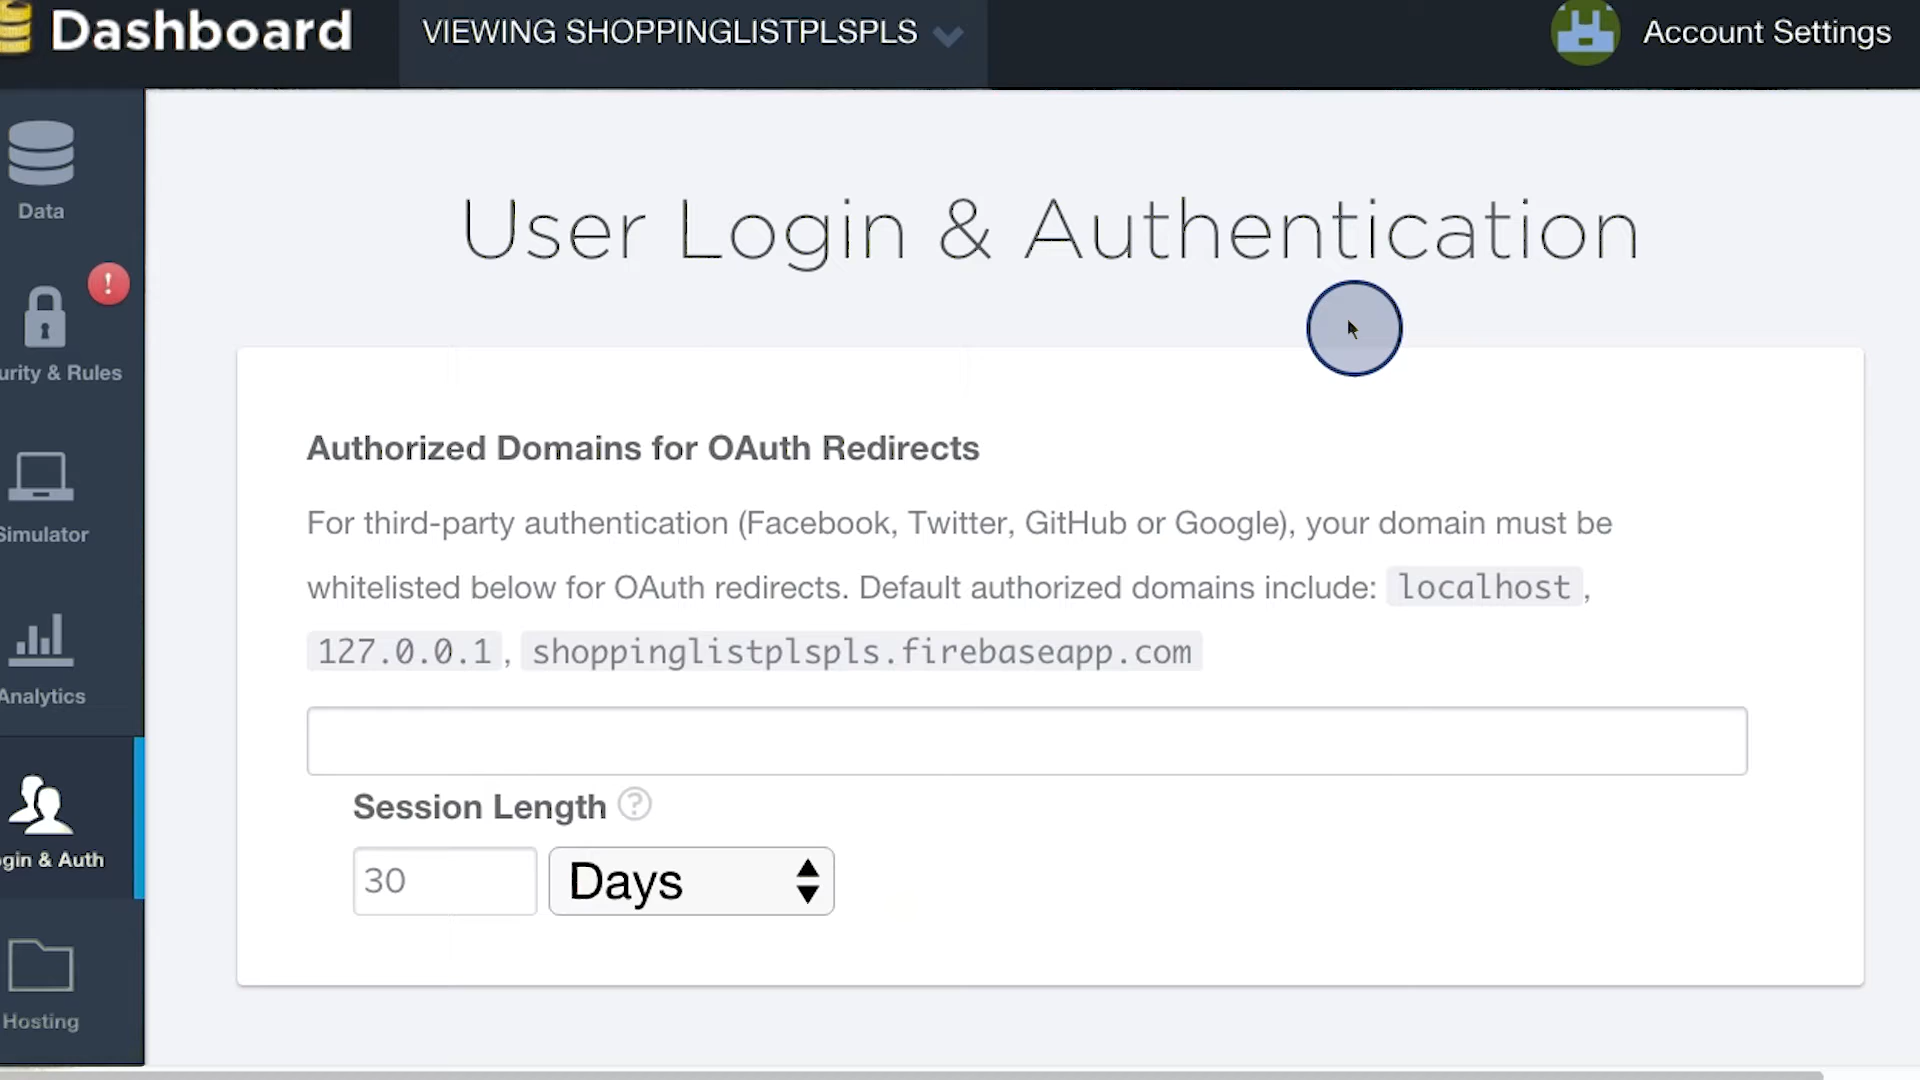 Dashboard
VIEWING SHOPPINGLISTPLSPLS
Account Settings
Data
!
urity & Rules
Simulator
Analytics
gin & Auth
Hosting
User Login & Authentication
Authorized Domains for OAuth Redirects
For third-party authentication (Facebook, Twitter, GitHub or Google), your domain must be
whitelisted below for OAuth redirects. Default authorized domains include: localhost,
127.0.0.1, shoppinglistplspls.firebaseapp.com
Session Length ?
30 Days